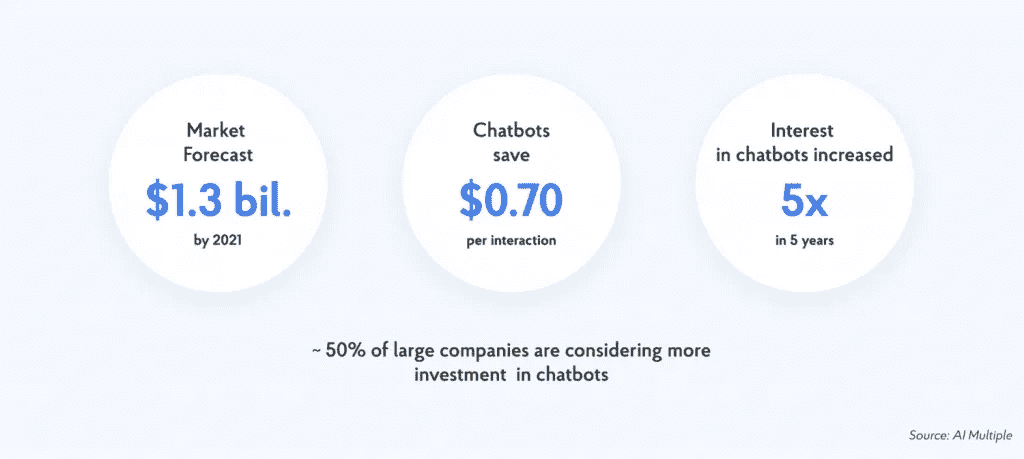 Market
Forecast
$1.3 bil.
by 2021
Chatbots
save
$0.70
per interaction
Interest
in chatbots increased
5x
in 5 years
~ 50% of large companies are considering more
investment in chatbots
Source: AI Multiple